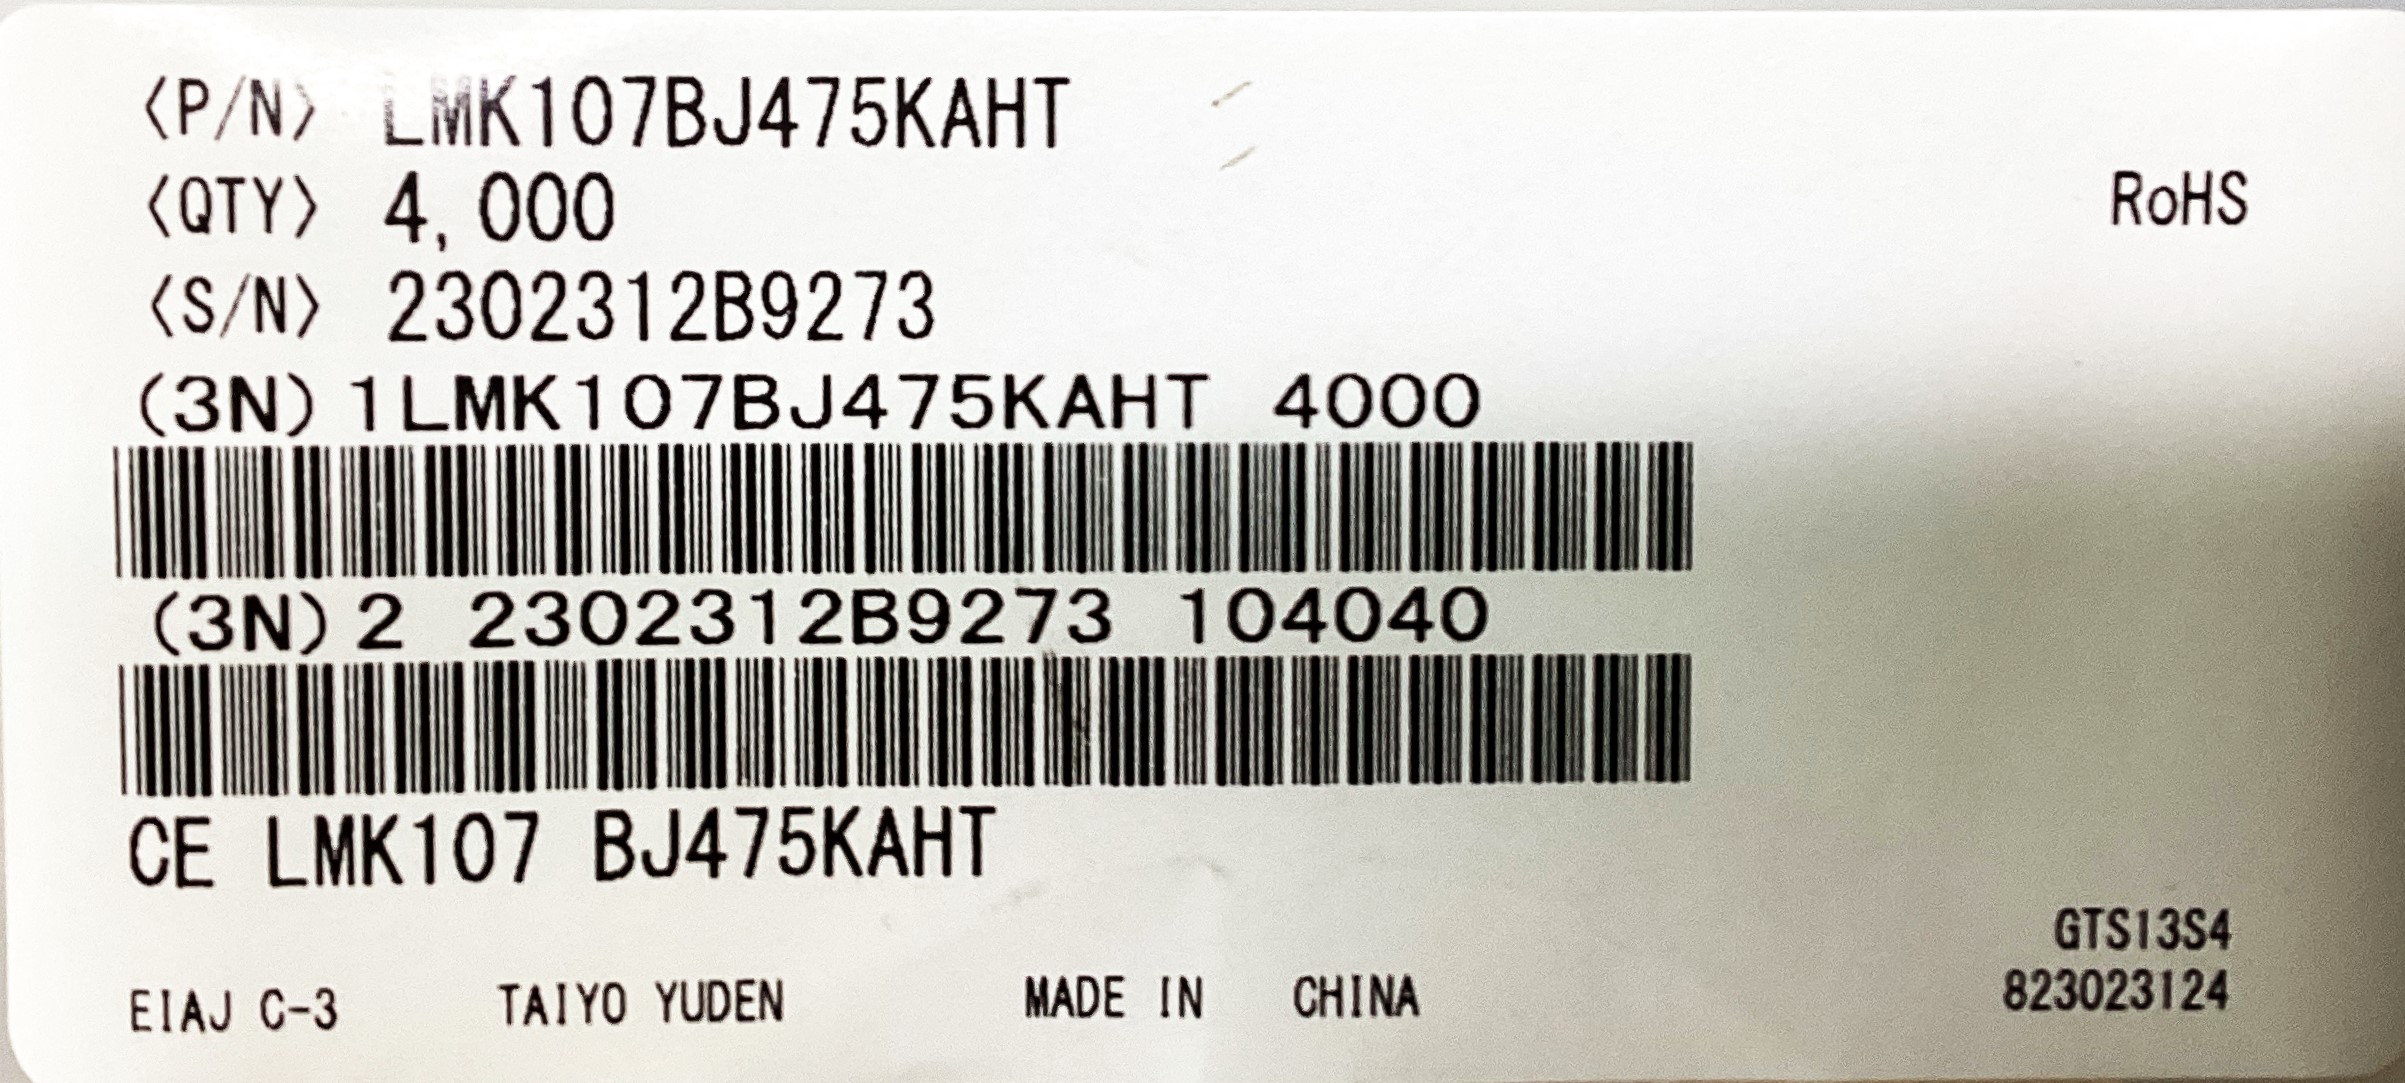 <P/N> LMK107BJ475KAHT
<QTY> 4,000
RoHS
<S/N> 2302312B9273
(3N)1LMK107BJ475KAHT 4000
(3N)2 2302312B9273 104040
CE LMK107 BJ475KAHT
GTS13S4
823023124
EIAJ C-3 TAIYO YUDEN MADE IN CHINA